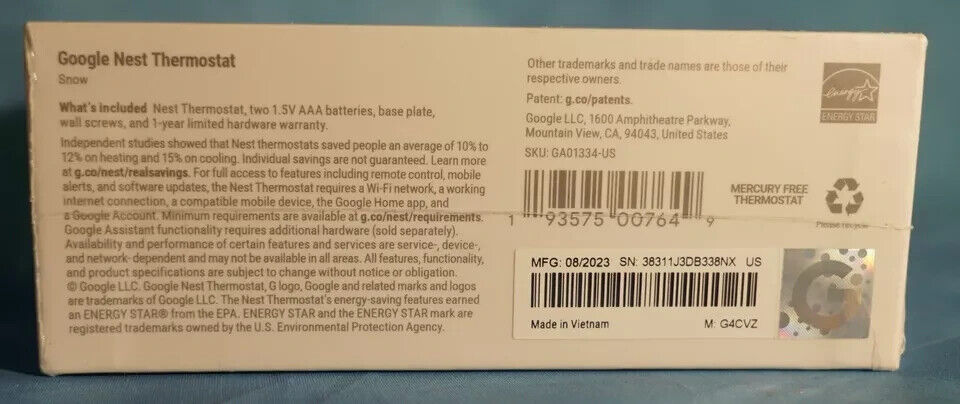 Google Nest Thermostat
Snow
What's included Nest Thermostat, two 1.5V AAA batteries, base plate,
wall screws, and 1-year limited hardware warranty.
Independent studies showed that Nest thermostats saved people an average of 10% to
12% on heating and 15% on cooling. Individual savings are not guaranteed. Learn more
at g.co/nest/realsavings. For full access to features including remote control, mobile
alerts, and software updates, the Nest Thermostat requires a Wi-Fi network, a working
internet connection, a compatible mobile device, the Google Home app, and
a Google Account. Minimum requirements are available at g.co/nest/requirements.
Google Assistant functionality requires additional hardware (sold separately).
Availability and performance of certain features and services are service-, device-,
and network-dependent and may not be available in all areas. All features, functionality,
and product specifications are subject to change without notice or obligation.
© Google LLC. Google Nest Thermostat, G logo, Google and related marks and logos
are trademarks of Google LLC. The Nest Thermostat's energy-saving features earned
an ENERGY STAR® from the EPA. ENERGY STAR and the ENERGY STAR mark are
registered trademarks owned by the U.S. Environmental Protection Agency.
Other trademarks and trade names are those of their
respective owners.
Patent: g.co/patents.
Google LLC, 1600 Amphitheatre Parkway,
Mountain View, CA, 94043, United States
SKU: GA01334-US
1 93575 00764 9
energy
ENERGY STAR
MERCURY FREE
THERMOSTAT
Please recycle
MFG: 08/2023 SN: 38311J3DB338NX US
Made in Vietnam M: G4CVZ
G